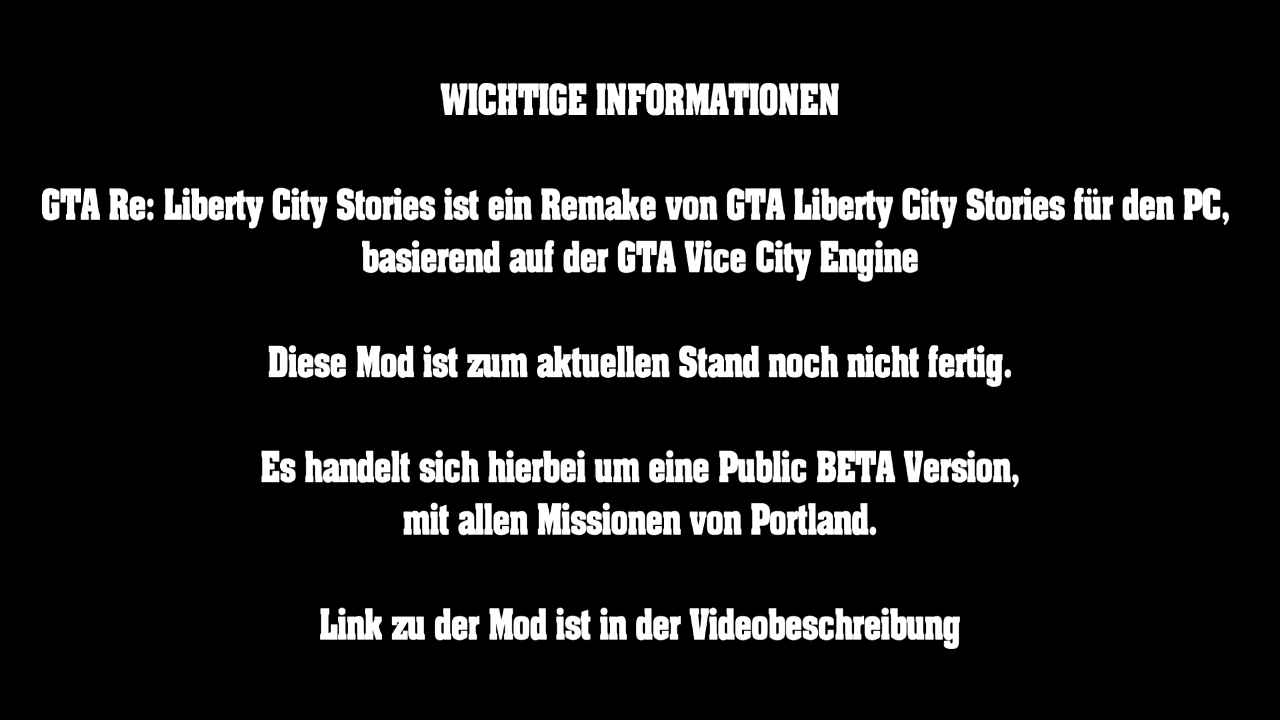 WICHTIGE INFORMATIONEN
GTA Re: Liberty City Stories ist ein Remake von GTA Liberty City Stories für den PC,
basierend auf der GTA Vice City Engine
Diese Mod ist zum aktuellen Stand noch nicht fertig.
Es handelt sich hierbei um eine Public BETA Version,
mit allen Missionen von Portland.
Link zu der Mod ist in der Videobeschreibung